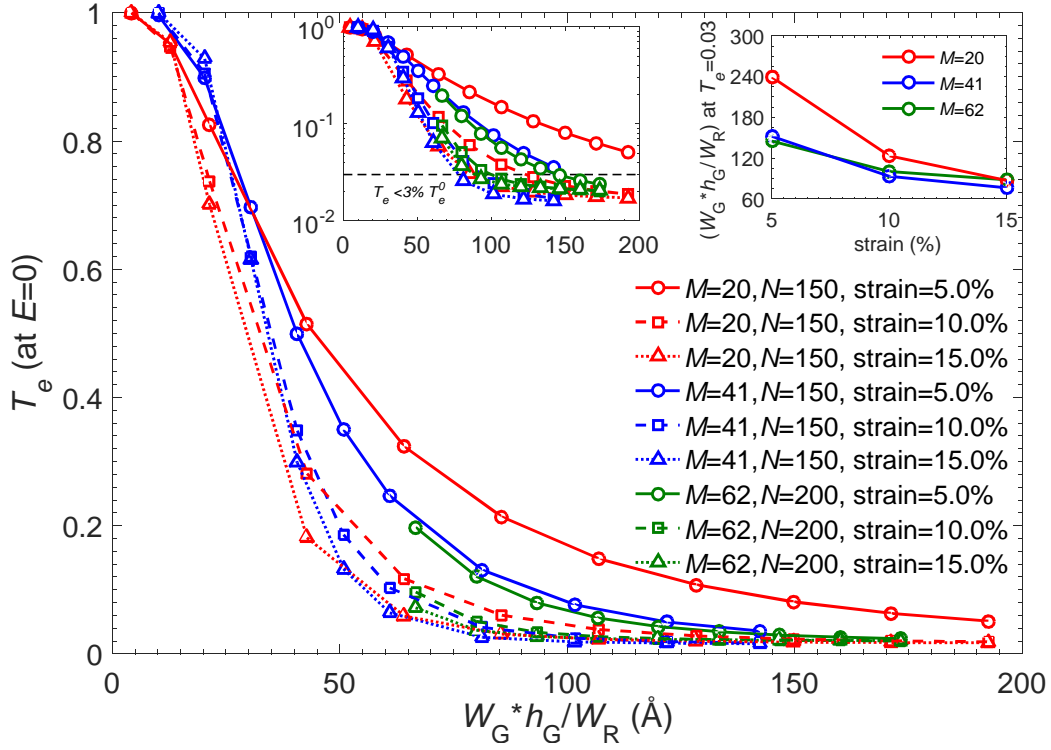 T_e (at E=0)
1
0.8
0.6
0.4
0.2
0
0 50 100 150 200
W_G*h_G/W_R (Å)
10^0
10^-1
10^-2
T_e <3% T_e^0
0 50 100 150 200
(W_G*h_G/W_R) at T_e=0.03
300
240
180
120
60
5 10 15
strain (%)
M=20
M=41
M=62
M=20, N=150, strain=5.0%
M=20, N=150, strain=10.0%
M=20, N=150, strain=15.0%
M=41, N=150, strain=5.0%
M=41, N=150, strain=10.0%
M=41, N=150, strain=15.0%
M=62, N=200, strain=5.0%
M=62, N=200, strain=10.0%
M=62, N=200, strain=15.0%